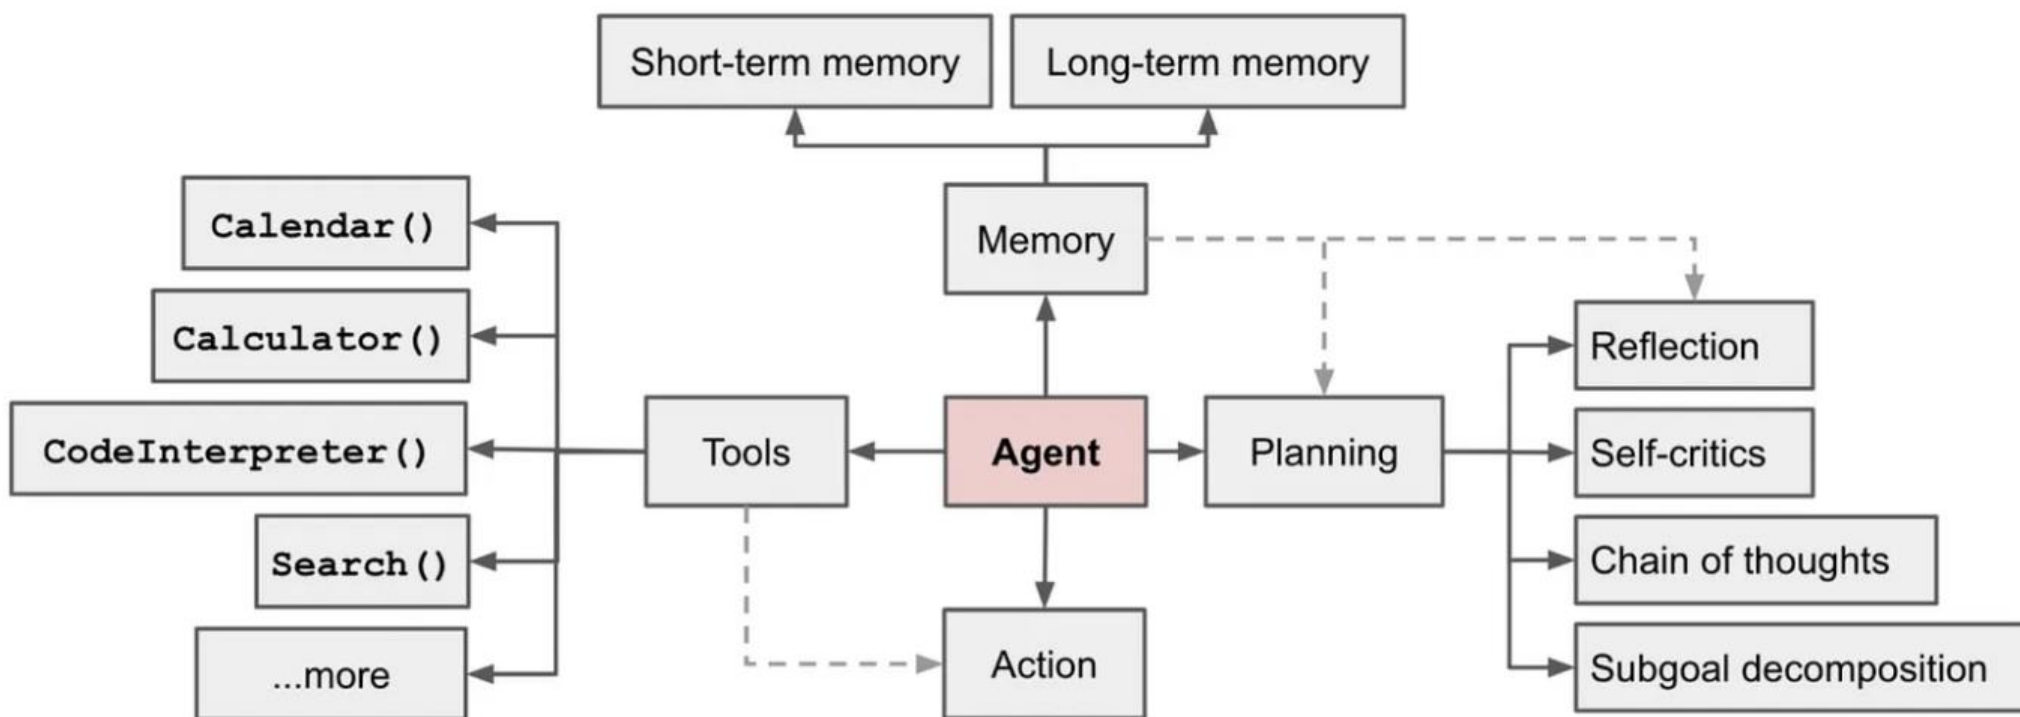 Short-term memory
Long-term memory
Calendar()
Memory
Calculator()
Reflection
CodeInterpreter()
Tools
Agent
Planning
Self-critics
Search()
Chain of thoughts
...more
Action
Subgoal decomposition